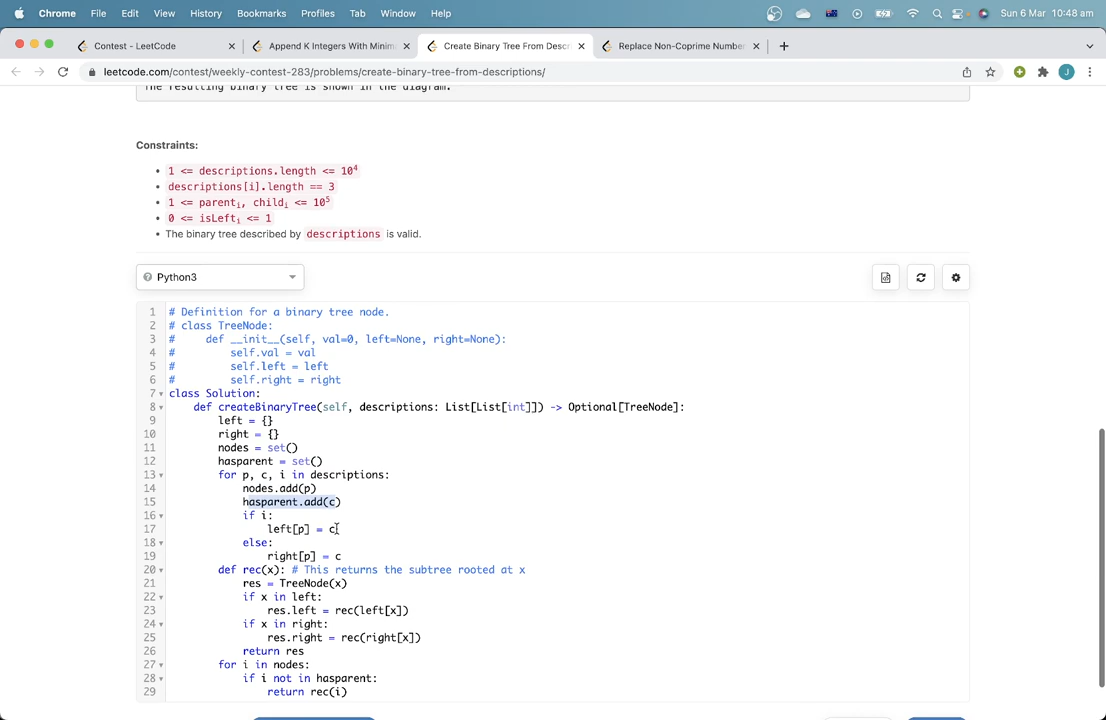 Chrome File Edit View History Bookmarks Profiles Tab Window Help Sun 6 Mar 10:48 am
Contest - LeetCode Append K Integers With Minim Create Binary Tree From Descr Replace Non-Coprime Number
leetcode.com/contest/weekly-contest-283/problems/create-binary-tree-from-descriptions/ J
The resulting binary tree is shown in the diagram.
Constraints:
• 1 <= descriptions.length <= 10⁴
• descriptions[i].length == 3
• 1 <= parentᵢ, childᵢ <= 10⁵
• 0 <= isLeftᵢ <= 1
• The binary tree described by descriptions is valid.
Python3
1 # Definition for a binary tree node.
2 # class TreeNode:
3 #     def __init__(self, val=0, left=None, right=None):
4 #         self.val = val
5 #         self.left = left
6 #         self.right = right
7 class Solution:
8     def createBinaryTree(self, descriptions: List[List[int]]) -> Optional[TreeNode]:
9         left = {}
10         right = {}
11         nodes = set()
12         hasparent = set()
13         for p, c, i in descriptions:
14             nodes.add(p)
15             hasparent.add(c)
16             if i:
17                 left[p] = c
18             else:
19                 right[p] = c
20         def rec(x): # This returns the subtree rooted at x
21             res = TreeNode(x)
22             if x in left:
23                 res.left = rec(left[x])
24             if x in right:
25                 res.right = rec(right[x])
26             return res
27         for i in nodes:
28             if i not in hasparent:
29                 return rec(i)